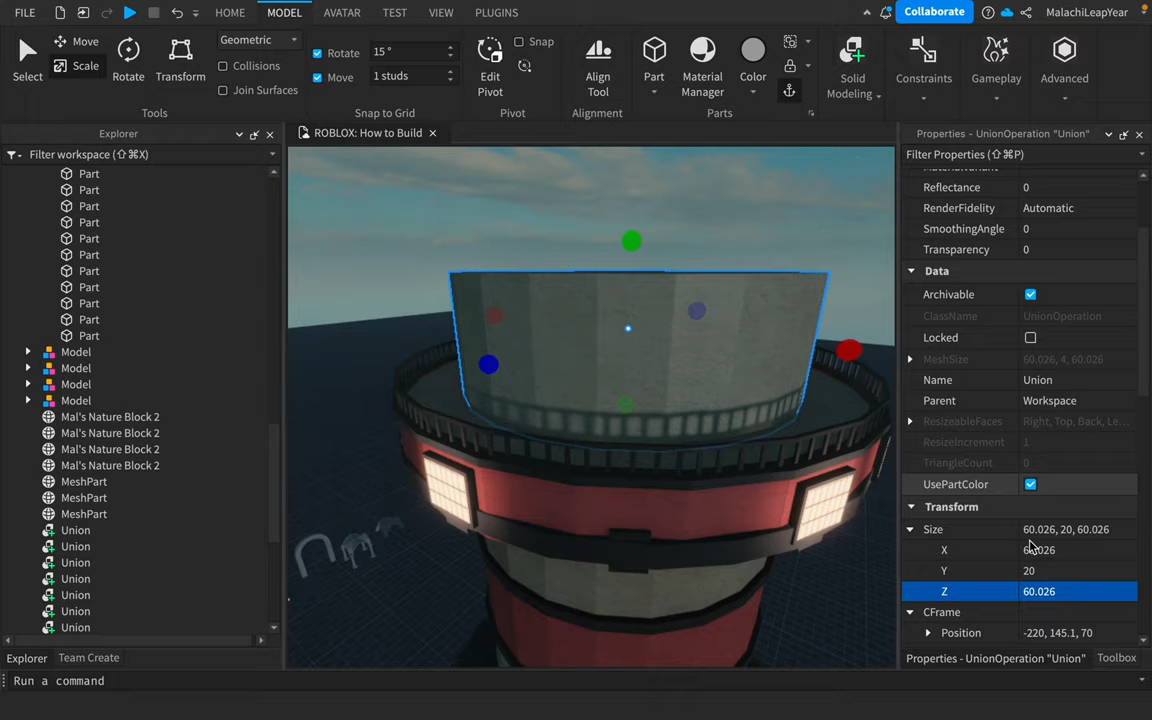 FILE HOME MODEL AVATAR TEST VIEW PLUGINS Collaborate MalachiLeapYear
Select Move Scale Rotate Transform Geometric Collisions Join Surfaces
Tools
Rotate 15 °
Move 1 studs
Snap to Grid
Edit Pivot Snap
Pivot
Align Tool
Alignment
Part Material Manager Color
Parts
Solid Modeling
Constraints
Gameplay
Advanced
Explorer
Filter workspace (⇧⌘X)
Part
Part
Part
Part
Part
Part
Part
Part
Part
Part
Part
Model
Model
Model
Model
Mal's Nature Block 2
Mal's Nature Block 2
Mal's Nature Block 2
Mal's Nature Block 2
MeshPart
MeshPart
MeshPart
Union
Union
Union
Union
Union
Union
Union
Explorer Team Create
ROBLOX: How to Build
Properties - UnionOperation "Union"
Filter Properties (⇧⌘P)
Reflectance 0
RenderFidelity Automatic
SmoothingAngle 0
Transparency 0
Data
Archivable
ClassName UnionOperation
Locked
MeshSize 60.026, 4, 60.026
Name Union
Parent Workspace
ResizeableFaces Right, Top, Back, Le...
ResizeIncrement 1
TriangleCount 0
UsePartColor
Transform
Size 60.026, 20, 60.026
X
Y 20
Z 60.026
CFrame
Position -220, 145.1, 70
Properties - UnionOperation "Union" Toolbox
Run a command